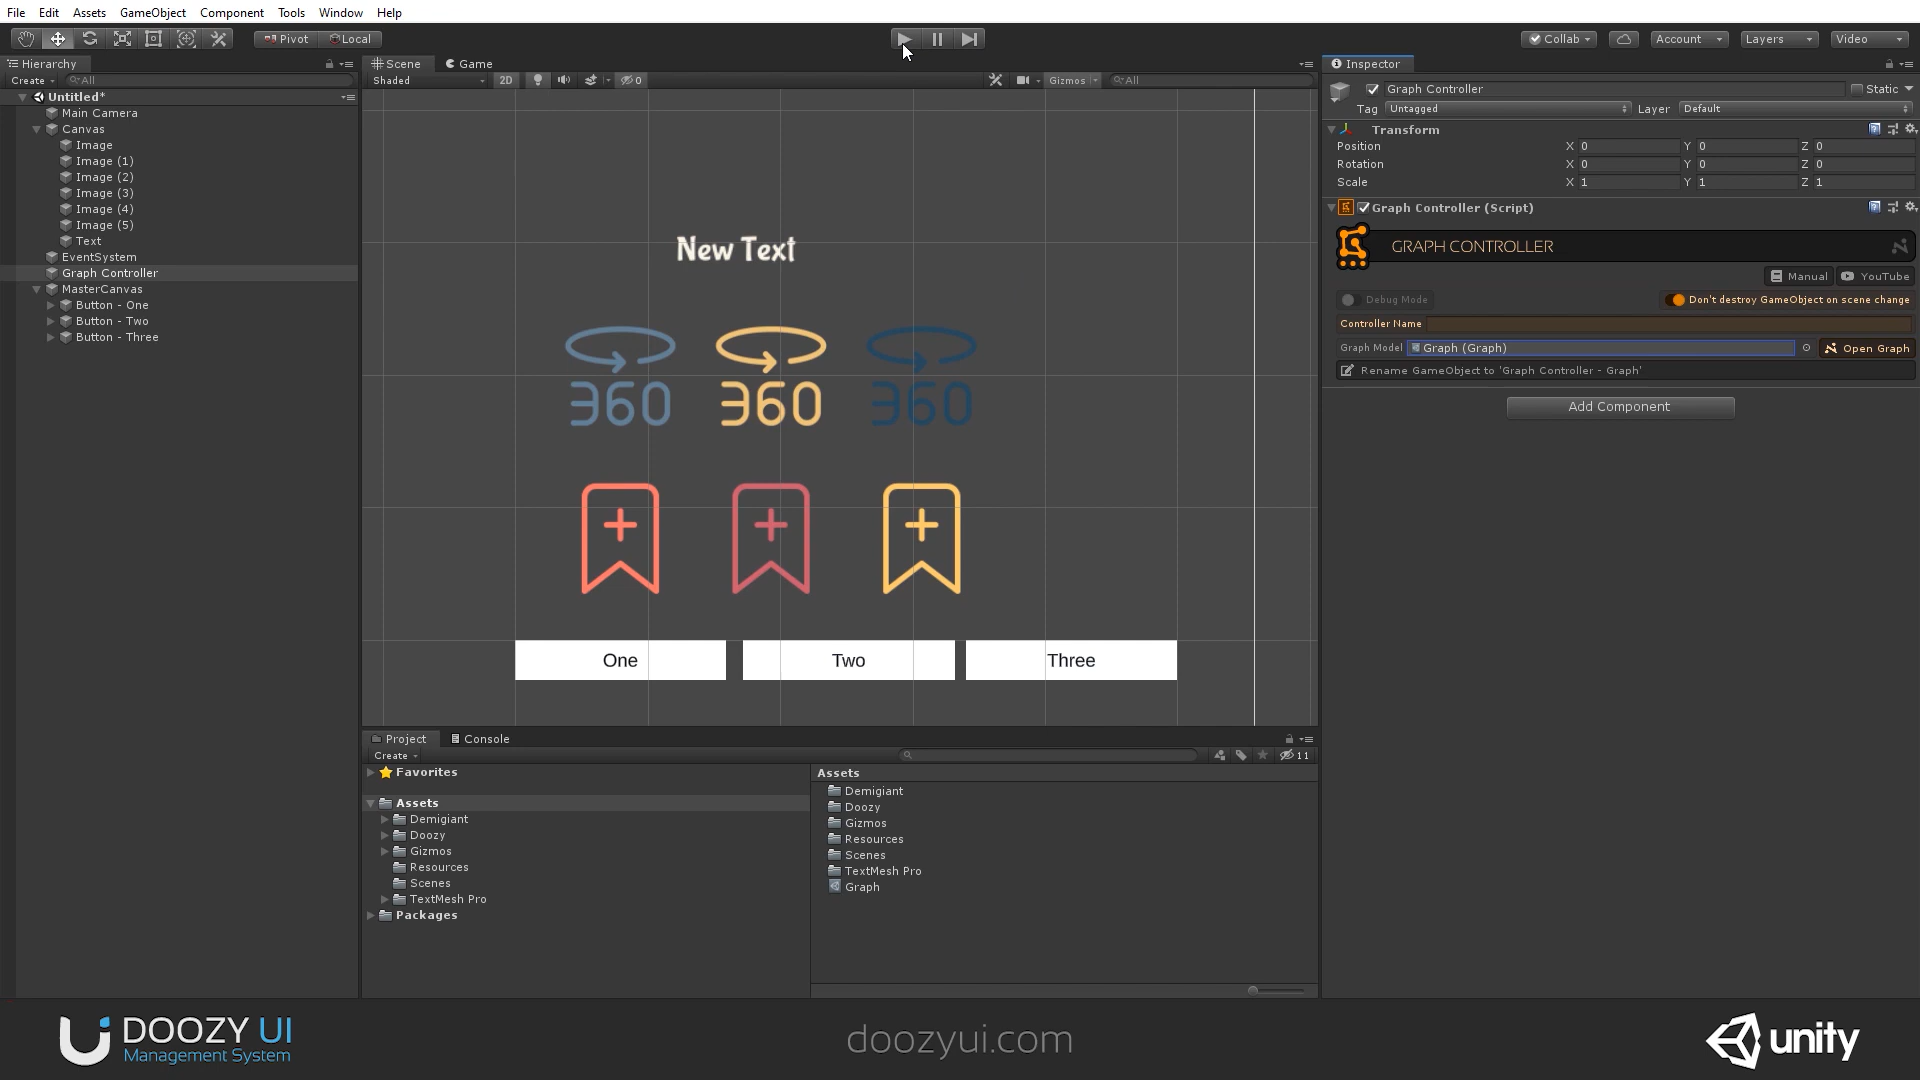 File Edit Assets GameObject Component Tools Window Help
Pivot Local Collab Account Layers Video
Hierarchy
Create All
Untitled*
Main Camera
Canvas
Image
Image (1)
Image (2)
Image (3)
Image (4)
Image (5)
Text
EventSystem
Graph Controller
MasterCanvas
Button - One
Button - Two
Button - Three
Scene Game
Shaded 2D 0 Gizmos All
New Text
360 360 360
One Two Three
Project Console
Create 11
Favorites
Assets
Demigiant
Doozy
Gizmos
Resources
Scenes
TextMesh Pro
Packages
Assets
Demigiant
Doozy
Gizmos
Resources
Scenes
TextMesh Pro
Graph
Inspector
Graph Controller Static
Tag Untagged Layer Default
Transform
Position X 0 Y 0 Z 0
Rotation X 0 Y 0 Z 0
Scale X 1 Y 1 Z 1
Graph Controller (Script)
GRAPH CONTROLLER
Manual YouTube
Debug Mode Don't destroy GameObject on scene change
Controller Name
Graph Model Graph (Graph) Open Graph
Rename GameObject to 'Graph Controller - Graph'
Add Component
DOOZY UI
Management System
doozyui.com
unity